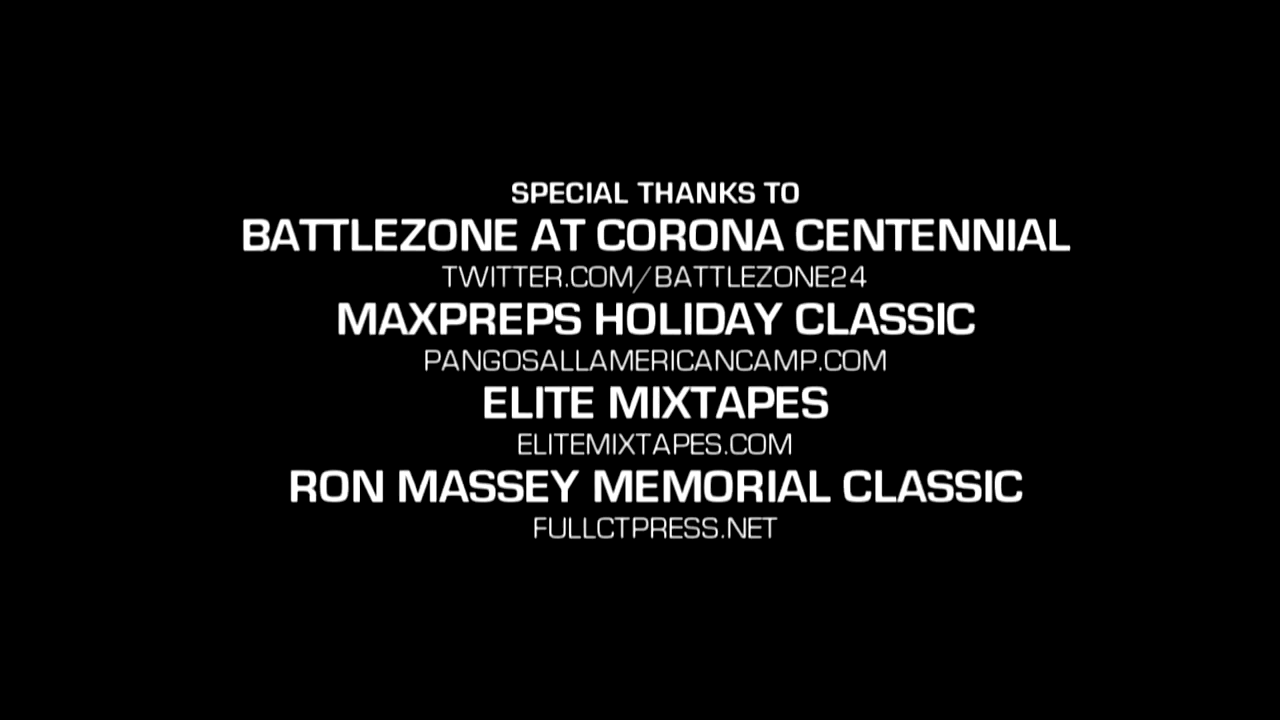 SPECIAL THANKS TO
BATTLEZONE AT CORONA CENTENNIAL
TWITTER.COM/BATTLEZONE24
MAXPREPS HOLIDAY CLASSIC
PANGOSALLAMERICANCAMP.COM
ELITE MIXTAPES
ELITEMIXTAPES.COM
RON MASSEY MEMORIAL CLASSIC
FULLCTPRESS.NET